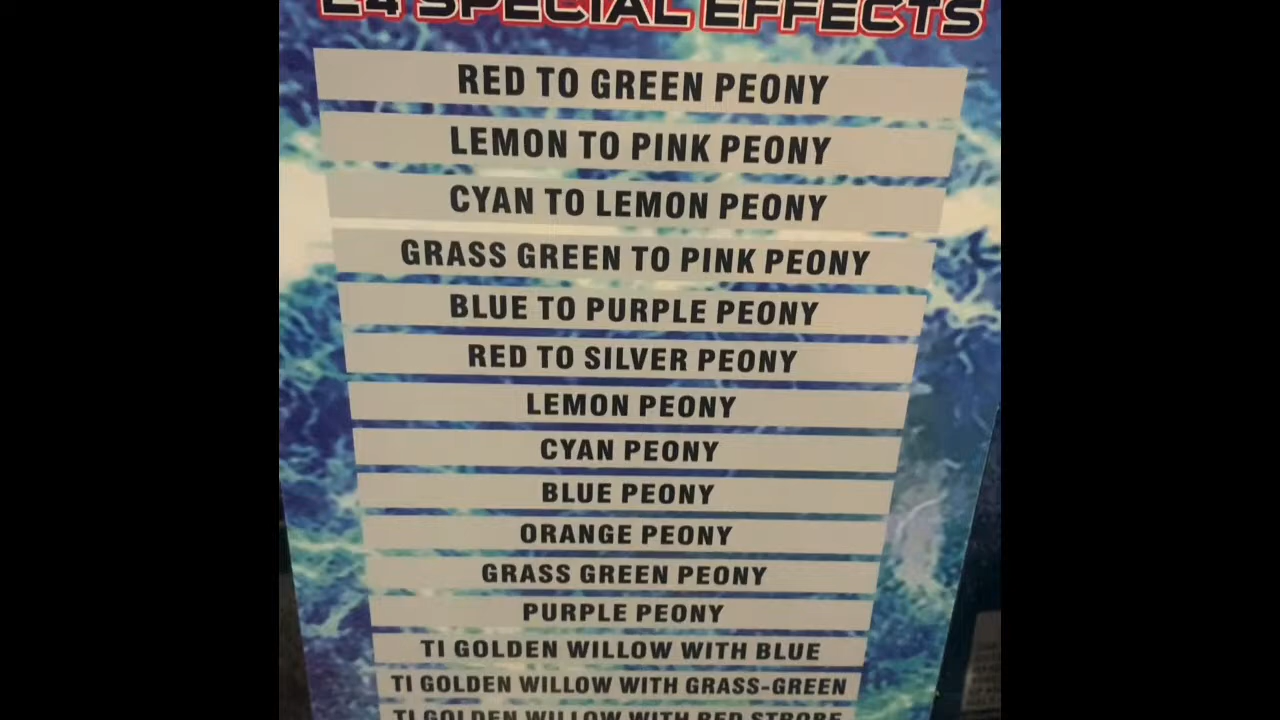 24 SPECIAL EFFECTS
RED TO GREEN PEONY
LEMON TO PINK PEONY
CYAN TO LEMON PEONY
GRASS GREEN TO PINK PEONY
BLUE TO PURPLE PEONY
RED TO SILVER PEONY
LEMON PEONY
CYAN PEONY
BLUE PEONY
ORANGE PEONY
GRASS GREEN PEONY
PURPLE PEONY
TI GOLDEN WILLOW WITH BLUE
TI GOLDEN WILLOW WITH GRASS-GREEN
TI GOLDEN WILLOW WITH RED STROBE